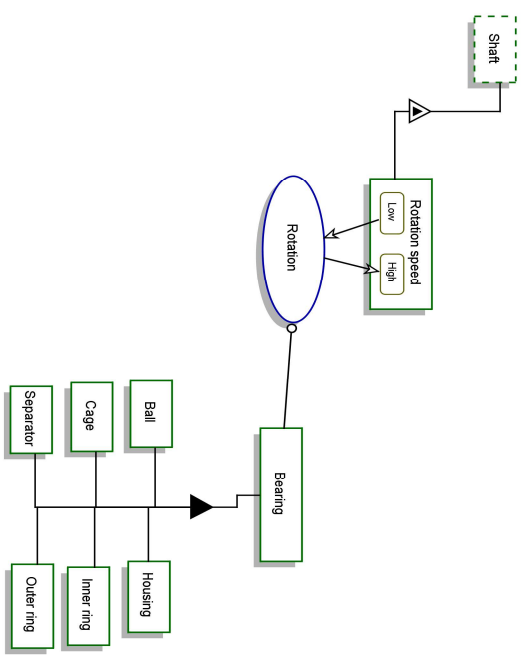 Shaft
Rotation speed
Low
High
Rotation
Bearing
Ball
Cage
Separator
Housing
Inner ring
Outer ring